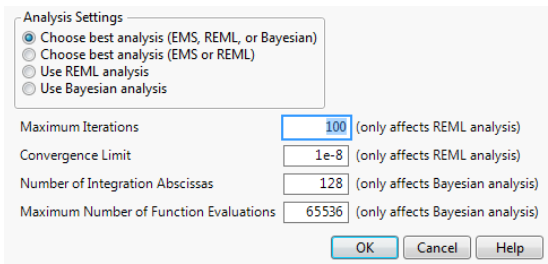 Analysis Settings
Choose best analysis (EMS, REML, or Bayesian)
Choose best analysis (EMS or REML)
Use REML analysis
Use Bayesian analysis
Maximum Iterations 100 (only affects REML analysis)
Convergence Limit 1e-8 (only affects REML analysis)
Number of Integration Abscissas 128 (only affects Bayesian analysis)
Maximum Number of Function Evaluations 65536 (only affects Bayesian analysis)
OK Cancel Help